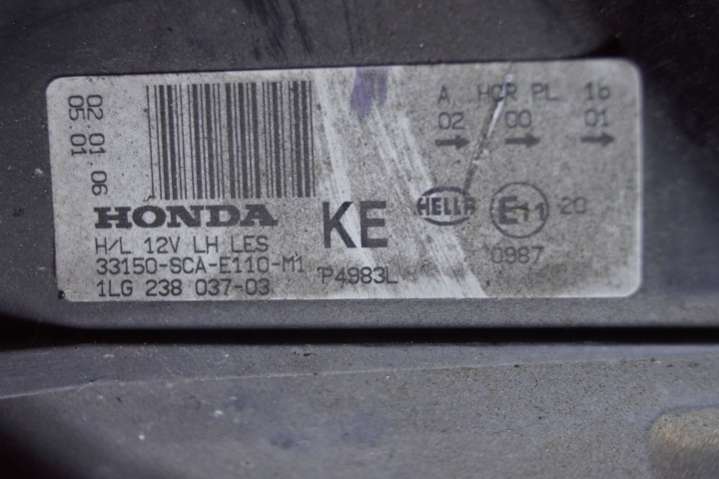 02.01.06
05.01
HONDA
H/L 12V LH LES
33150-SCA-E110-M1
1LG 238 037-03
KE
P4983L
A HCR PL 16
02 00 01
HELLA
E11 20
0987